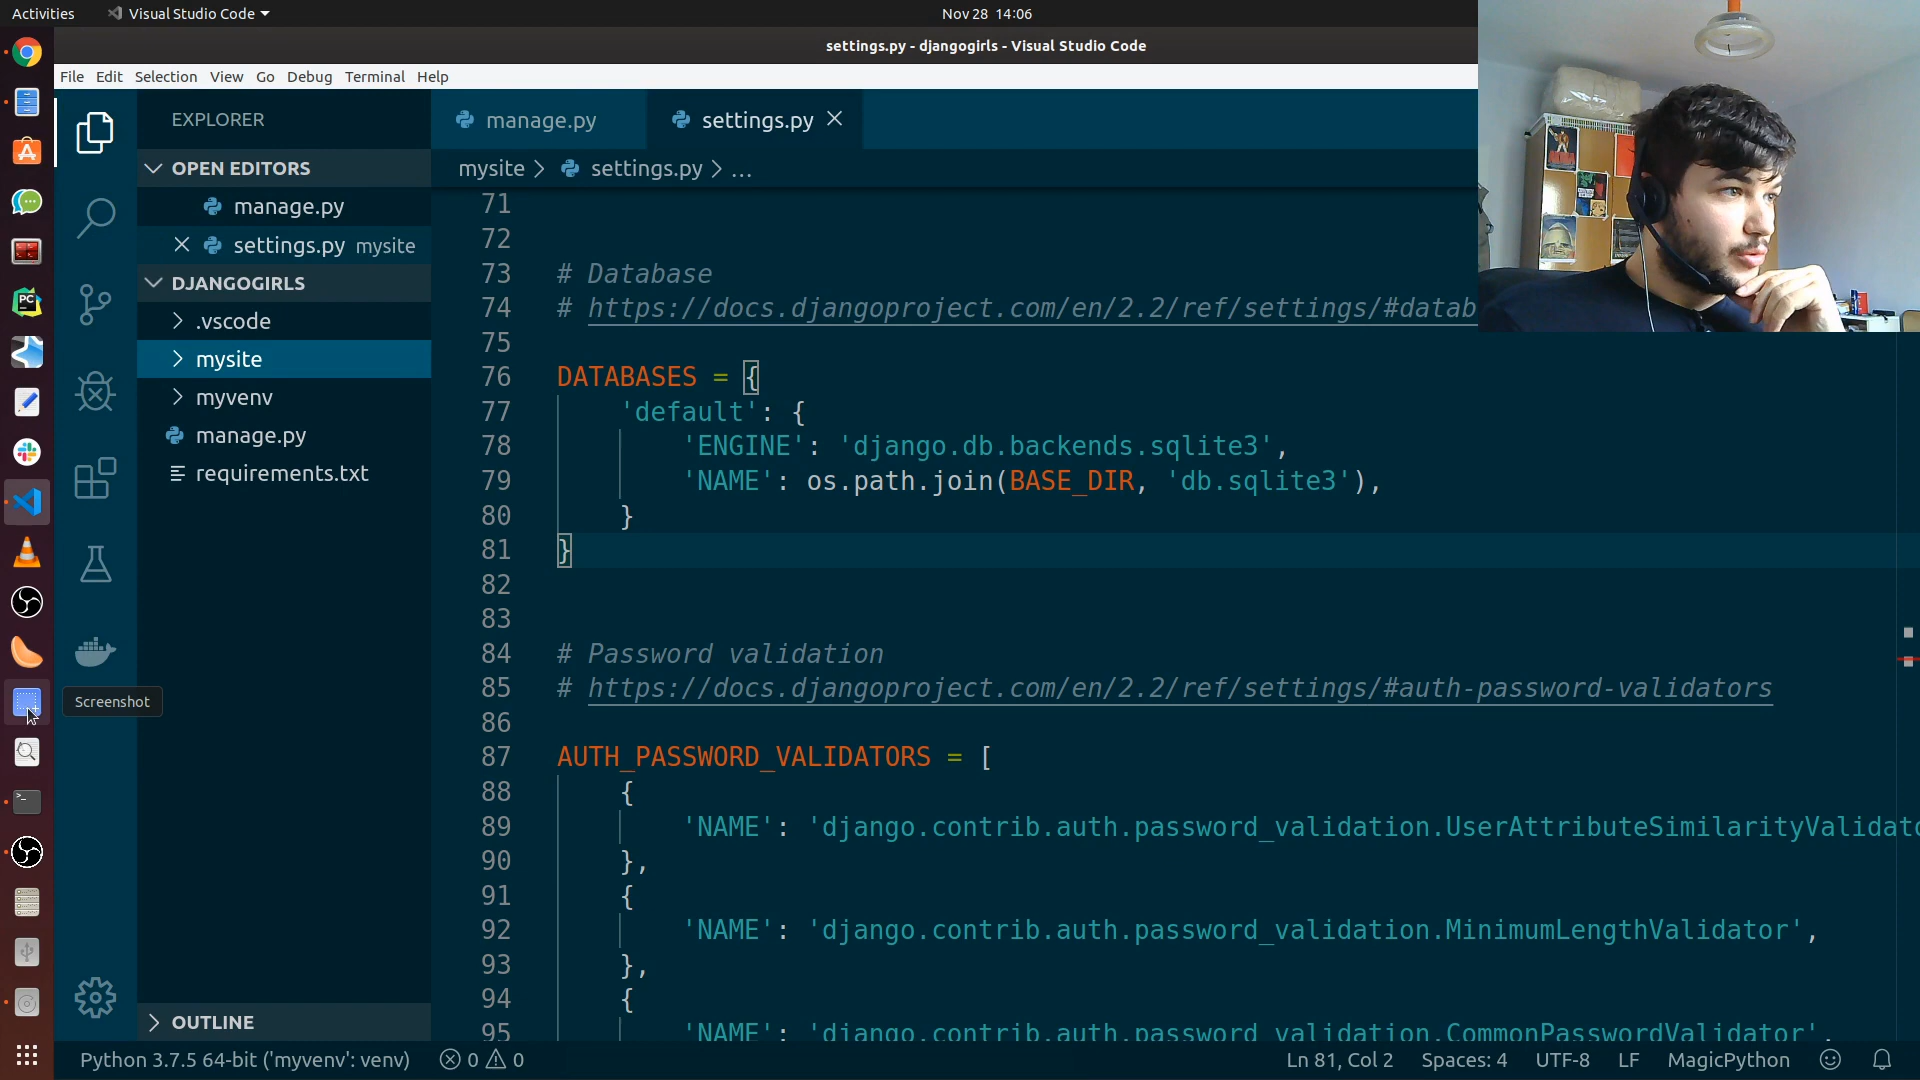 Activities
Visual Studio Code
Nov 28 14:06
settings.py - djangogirls - Visual Studio Code
File Edit Selection View Go Debug Terminal Help
EXPLORER
OPEN EDITORS
manage.py
settings.py mysite
DJANGOGIRLS
.vscode
mysite
myvenv
manage.py
requirements.txt
OUTLINE
Screenshot
manage.py
settings.py
mysite > settings.py > ...
71
72
73 # Database
74 # https://docs.djangoproject.com/en/2.2/ref/settings/#datab
75
76 DATABASES = {
77 'default': {
78 'ENGINE': 'django.db.backends.sqlite3',
79 'NAME': os.path.join(BASE_DIR, 'db.sqlite3'),
80 }
81 }
82
83
84 # Password validation
85 # https://docs.djangoproject.com/en/2.2/ref/settings/#auth-password-validators
86
87 AUTH_PASSWORD_VALIDATORS = [
88 {
89 'NAME': 'django.contrib.auth.password_validation.UserAttributeSimilarityValidato
90 },
91 {
92 'NAME': 'django.contrib.auth.password_validation.MinimumLengthValidator',
93 },
94 {
95 'NAME': 'django.contrib.auth.password_validation.CommonPasswordValidator',
Python 3.7.5 64-bit ('myvenv': venv) 0 0
Ln 81, Col 2 Spaces: 4 UTF-8 LF MagicPython